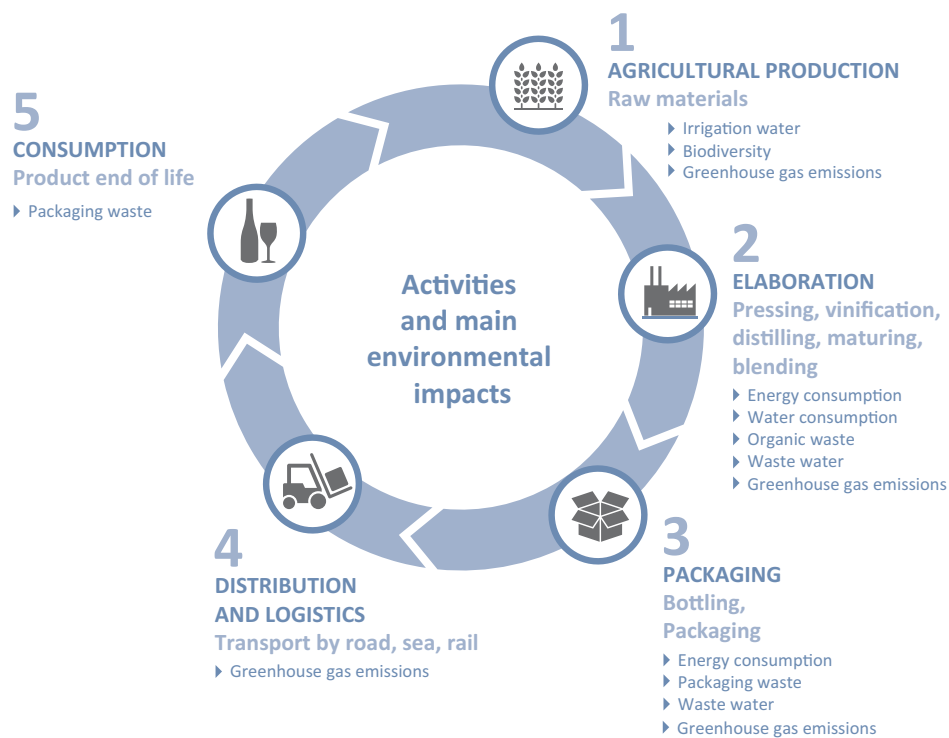 1
AGRICULTURAL PRODUCTION
Raw materials
Irrigation water
Biodiversity
Greenhouse gas emissions
2
ELABORATION
Pressing, vinification,
distilling, maturing,
blending
Energy consumption
Water consumption
Organic waste
Waste water
Greenhouse gas emissions
3
PACKAGING
Bottling,
Packaging
Energy consumption
Packaging waste
Waste water
Greenhouse gas emissions
4
DISTRIBUTION
AND LOGISTICS
Transport by road, sea, rail
Greenhouse gas emissions
5
CONSUMPTION
Product end of life
Packaging waste
Activities
and main
environmental
impacts